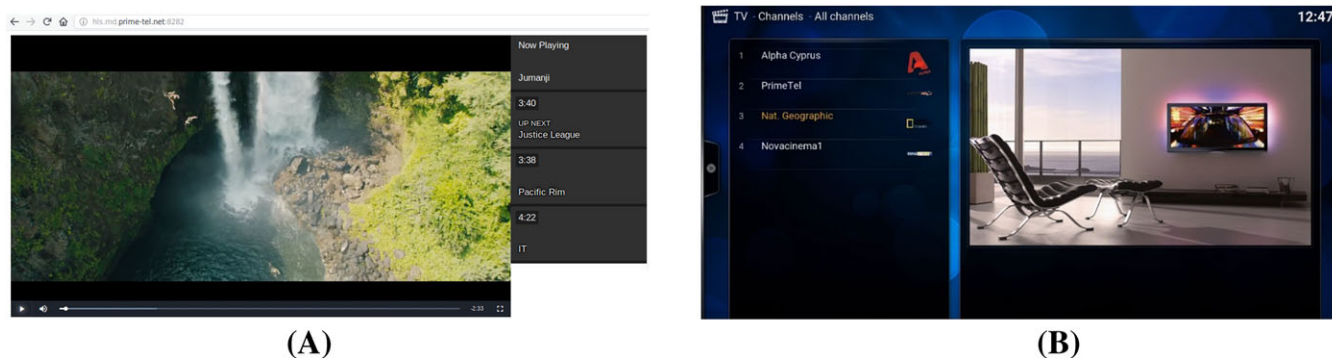 hls.md.prime-tel.net:8282
Now Playing
Jumanji
3:40
UP NEXT
Justice League
3:38
Pacific Rim
4:22
IT
-2:33
(A)
TV · Channels · All channels
12:47
1 Alpha Cyprus
ALPHA
2 PrimeTel
3 Nat. Geographic
4 Novacinema1
(B)